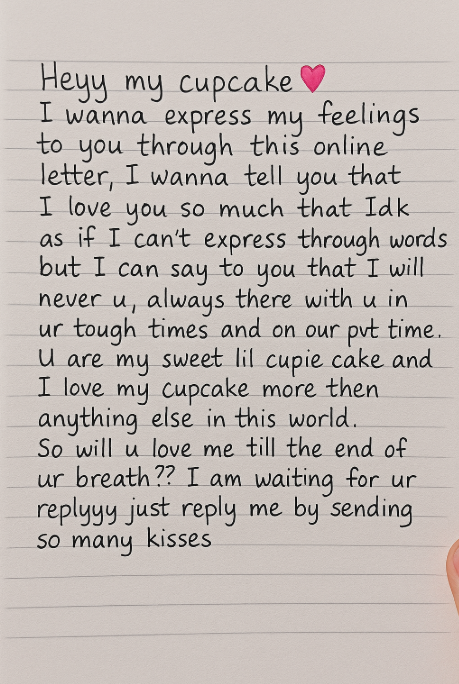 Heyy my cupcake 💗
I wanna express my feelings
to you through this online
letter, I wanna tell you that
I love you so much that Idk
as if I can't express through words
but I can say to you that I will
never u, always there with u in
ur tough times and on our pvt time.
U are my sweet lil cupie cake and
I love my cupcake more then
anything else in this world.
So will u love me till the end of
ur breath?? I am waiting for ur
replyyy just reply me by sending
so many kisses